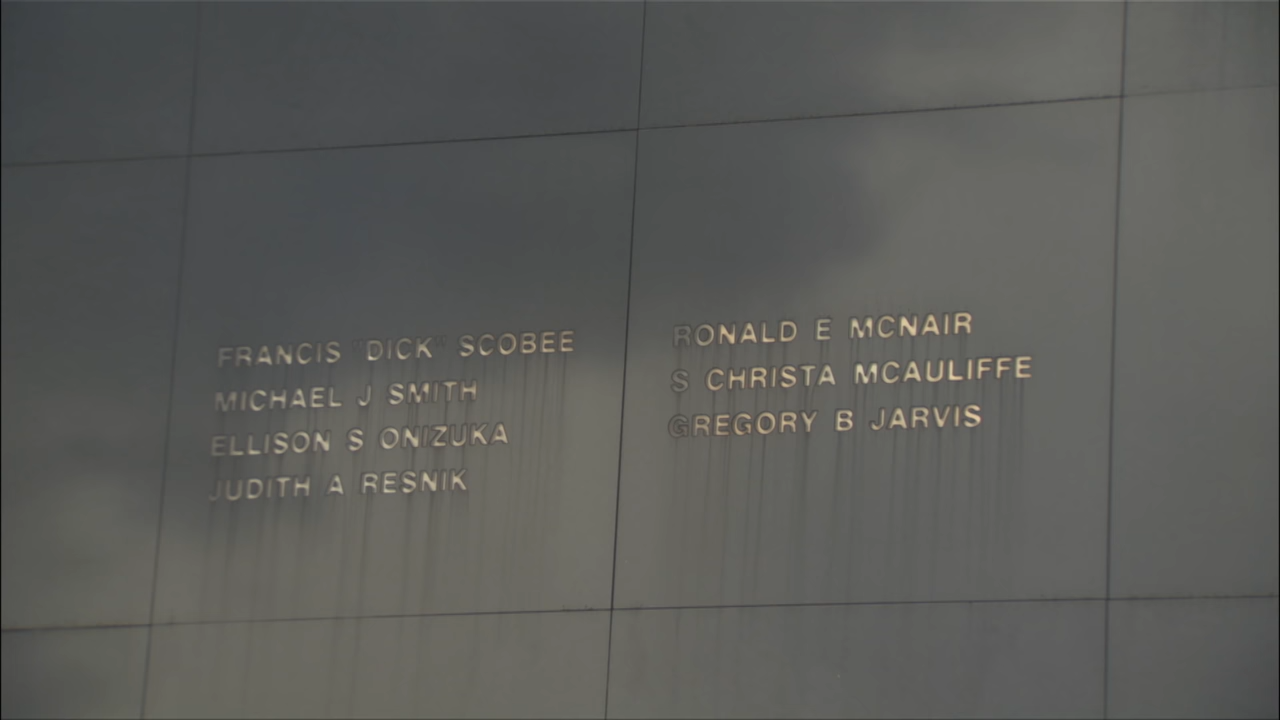 FRANCIS "DICK" SCOBEE
MICHAEL J SMITH
ELLISON S ONIZUKA
JUDITH A RESNIK
RONALD E MCNAIR
S CHRISTA MCAULIFFE
GREGORY B JARVIS